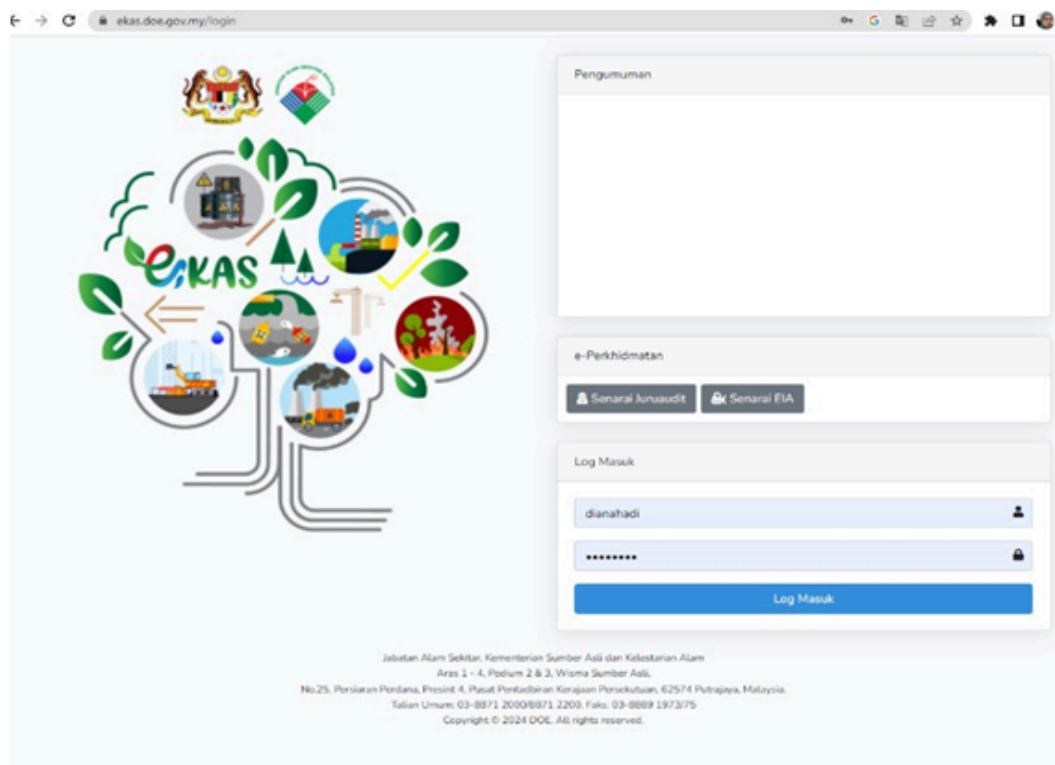 ekas.doe.gov.my/login
Pengumuman
eKAS
e-Perkhidmatan
Senarai Juruaudit
Senarai EIA
Log Masuk
dianahadi
••••••••
Log Masuk
Jabatan Alam Sekitar, Kementerian Sumber Asli dan Kelestarian Alam
Aras 1 - 4, Podium 2 & 3, Wisma Sumber Asli,
No.25, Persiaran Perdana, Presint 4, Pusat Pentadbiran Kerajaan Persekutuan, 62574 Putrajaya, Malaysia.
Talian Umum: 03-8871 2000/8871 2200. Faks: 03-8889 1973/75
Copyright © 2024 DOE. All rights reserved.